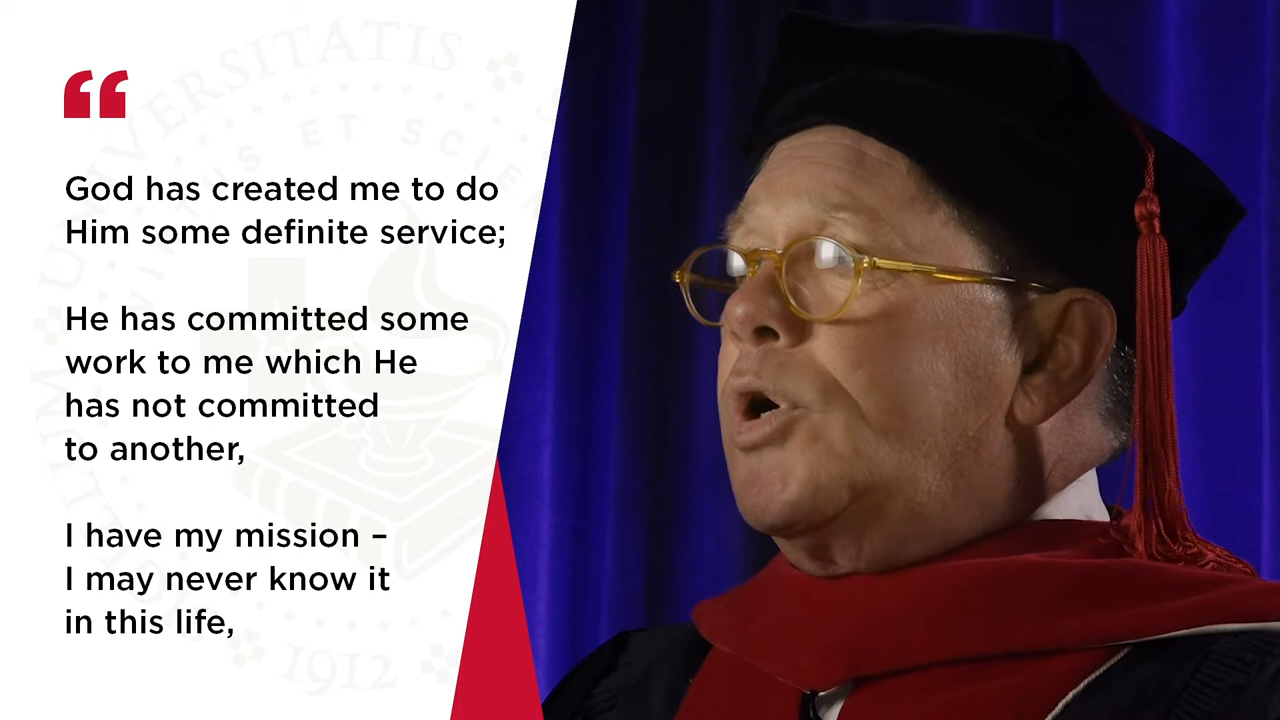 “
God has created me to do
Him some definite service;
He has committed some
work to me which He
has not committed
to another,
I have my mission –
I may never know it
in this life,
1912